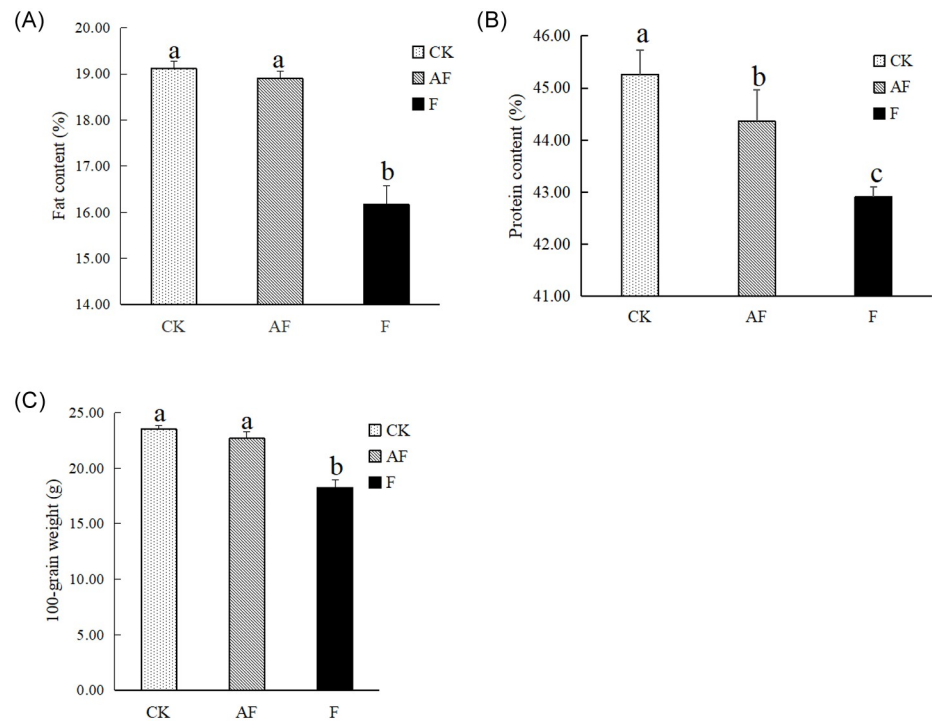 (A)
Fat content (%)
20.00
19.00
18.00
17.00
16.00
15.00
14.00
a
a
b
CK
AF
F
CK
AF
F
(B)
Protein content (%)
46.00
45.00
44.00
43.00
42.00
41.00
a
b
c
CK
AF
F
CK
AF
F
(C)
100-grain weight (g)
25.00
20.00
15.00
10.00
5.00
0.00
a
a
b
CK
AF
F
CK
AF
F